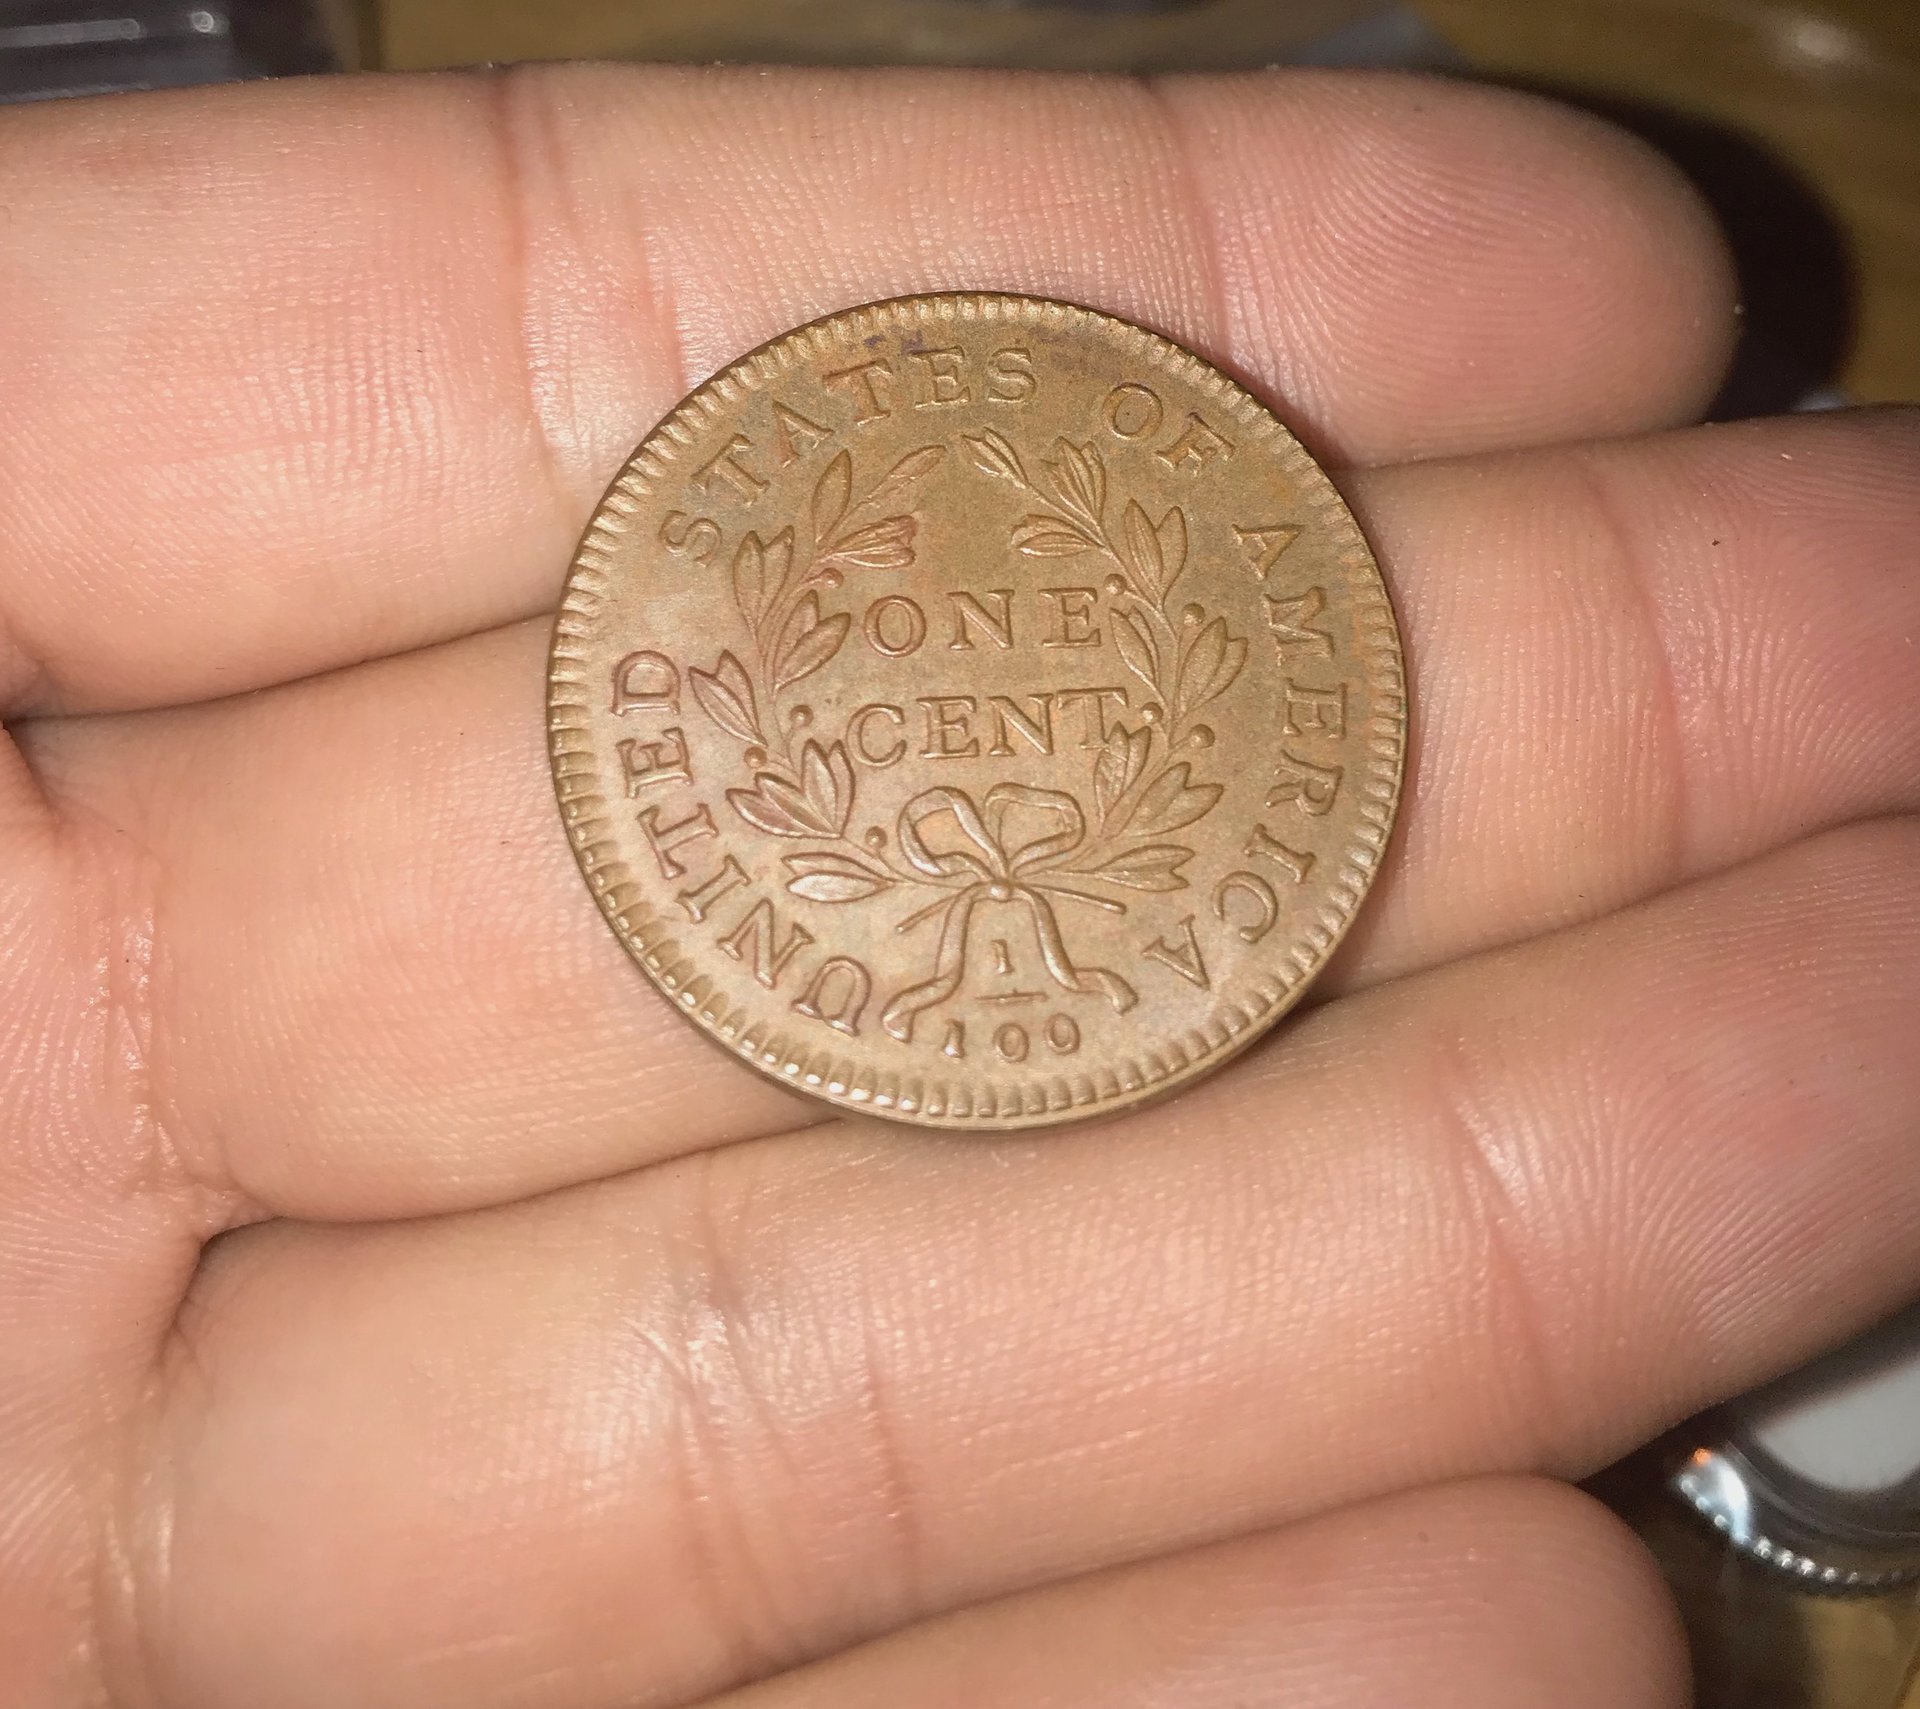 UNITED STATES OF AMERICA
ONE
CENT
1
100